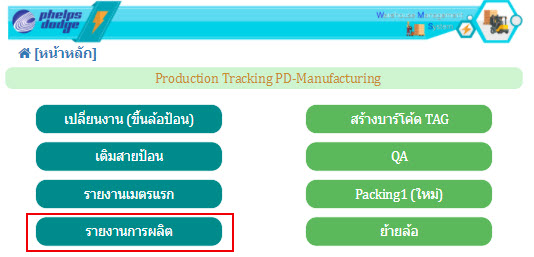 phelps
dodge
Warehouse Management
System
[หน้าหลัก]
Production Tracking PD-Manufacturing
เปลี่ยนงาน (ขึ้นล้อป้อน)
สร้างบาร์โค้ด TAG
เติมสายป้อน
QA
รายงานเมตรแรก
Packing1 (ใหม่)
รายงานการผลิต
ย้ายล้อ